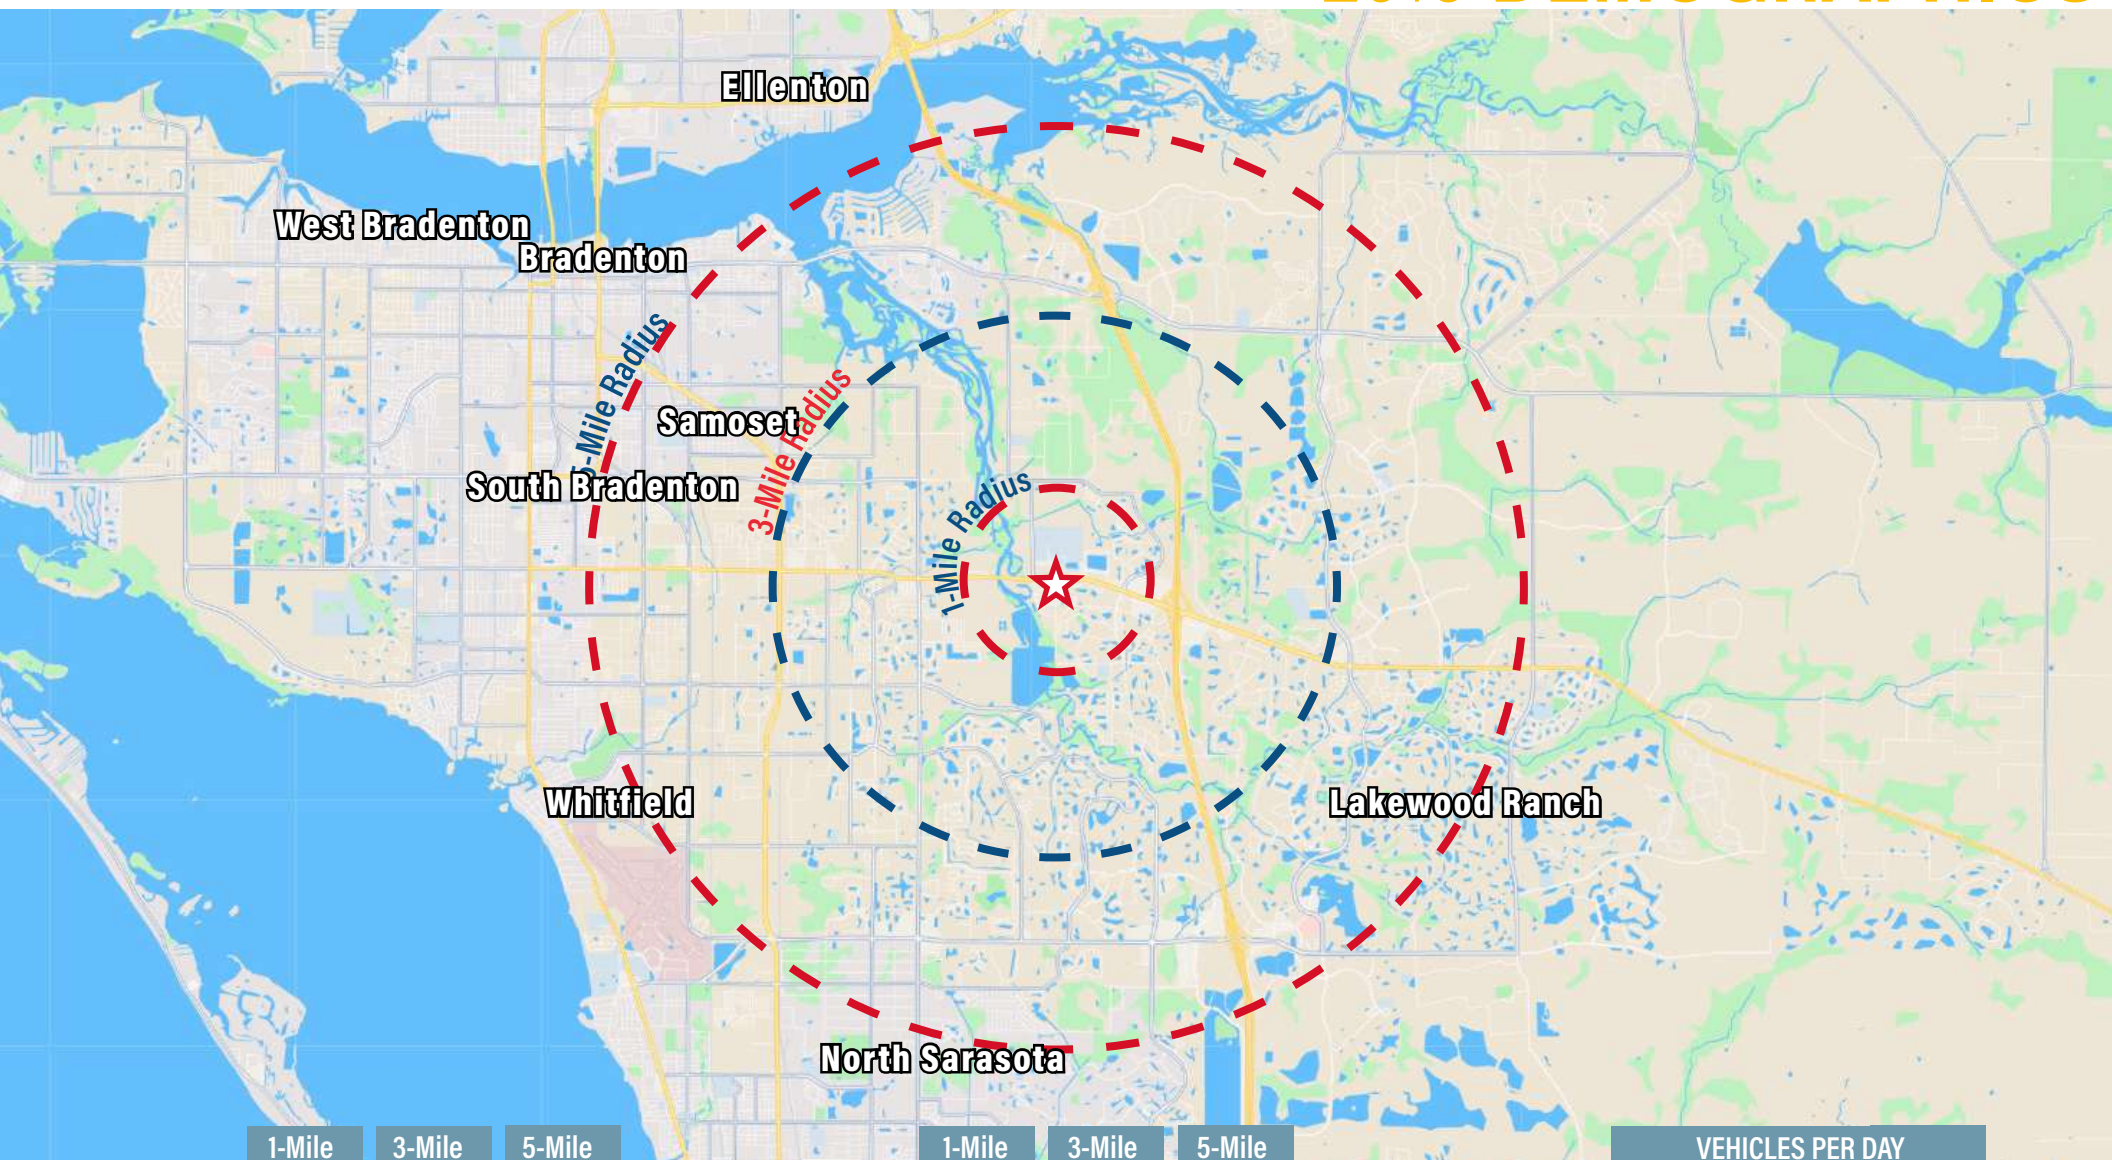 DEMOGRAPHICS
Ellenton
West Bradenton
Bradenton
5-Mile Radius
Samoset
3-Mile Radius
South Bradenton
1-Mile Radius
Whitfield
Lakewood Ranch
North Sarasota
1-Mile 3-Mile 5-Mile 1-Mile 3-Mile 5-Mile VEHICLES PER DAY